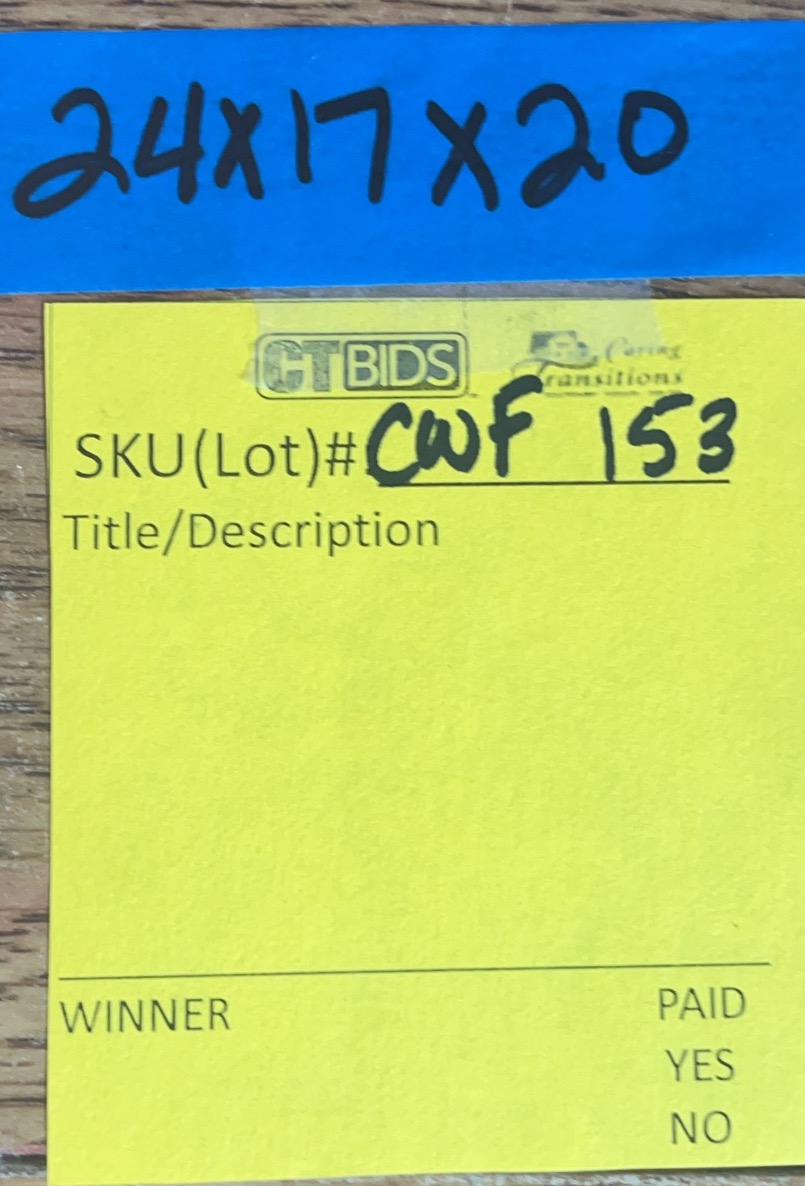 24x17x20
CTBIDS Caring
Transitions
SKU(Lot)# CWF 153
Title/Description
WINNER PAID
YES
NO